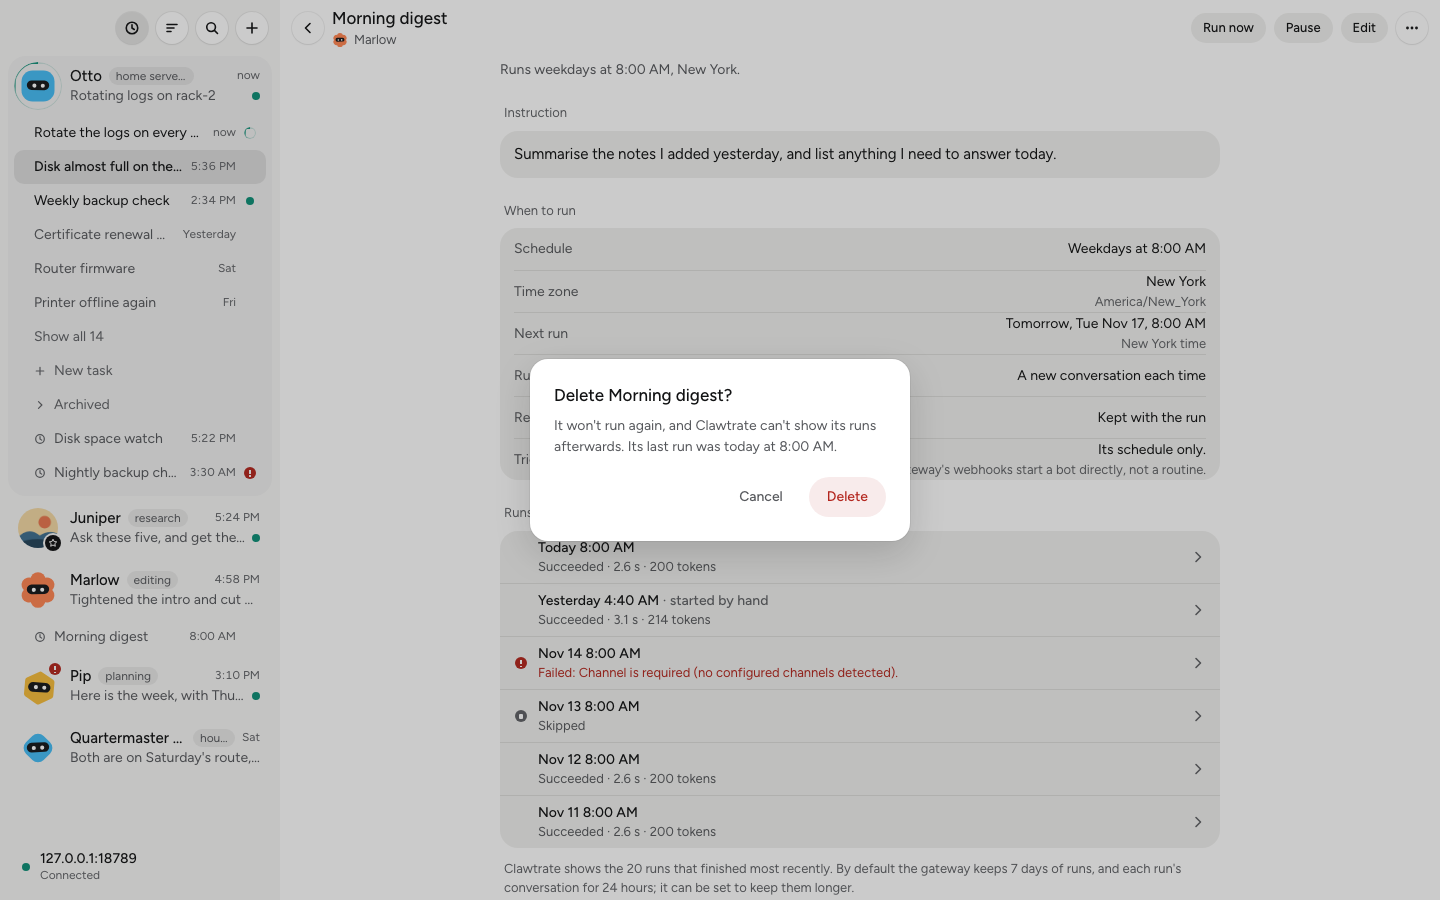 Otto
home serve...
now
Rotating logs on rack-2
Rotate the logs on every ...
now
Disk almost full on the...
5:36 PM
Weekly backup check
2:34 PM
Certificate renewal ...
Yesterday
Router firmware
Sat
Printer offline again
Fri
Show all 14
New task
Archived
Disk space watch
5:22 PM
Nightly backup ch...
3:30 AM
Juniper
research
5:24 PM
Ask these five, and get the...
Marlow
editing
4:58 PM
Tightened the intro and cut ...
Morning digest
8:00 AM
Pip
planning
3:10 PM
Here is the week, with Thu...
Quartermaster ...
hou...
Sat
Both are on Saturday's route,...
127.0.0.1:18789
Connected
Morning digest
Marlow
Run now
Pause
Edit
Runs weekdays at 8:00 AM, New York.
Instruction
Summarise the notes I added yesterday, and list anything I need to answer today.
When to run
Schedule
Weekdays at 8:00 AM
Time zone
New York
America/New_York
Next run
Tomorrow, Tue Nov 17, 8:00 AM
New York time
Ru
A new conversation each time
Re
Kept with the run
Tri
Its schedule only.
eway's webhooks start a bot directly, not a routine.
Delete Morning digest?
It won't run again, and Clawtrate can't show its runs
afterwards. Its last run was today at 8:00 AM.
Cancel
Delete
Runs
Today 8:00 AM
Succeeded · 2.6 s · 200 tokens
Yesterday 4:40 AM · started by hand
Succeeded · 3.1 s · 214 tokens
Nov 14 8:00 AM
Failed: Channel is required (no configured channels detected).
Nov 13 8:00 AM
Skipped
Nov 12 8:00 AM
Succeeded · 2.6 s · 200 tokens
Nov 11 8:00 AM
Succeeded · 2.6 s · 200 tokens
Clawtrate shows the 20 runs that finished most recently. By default the gateway keeps 7 days of runs, and each run's
conversation for 24 hours; it can be set to keep them longer.